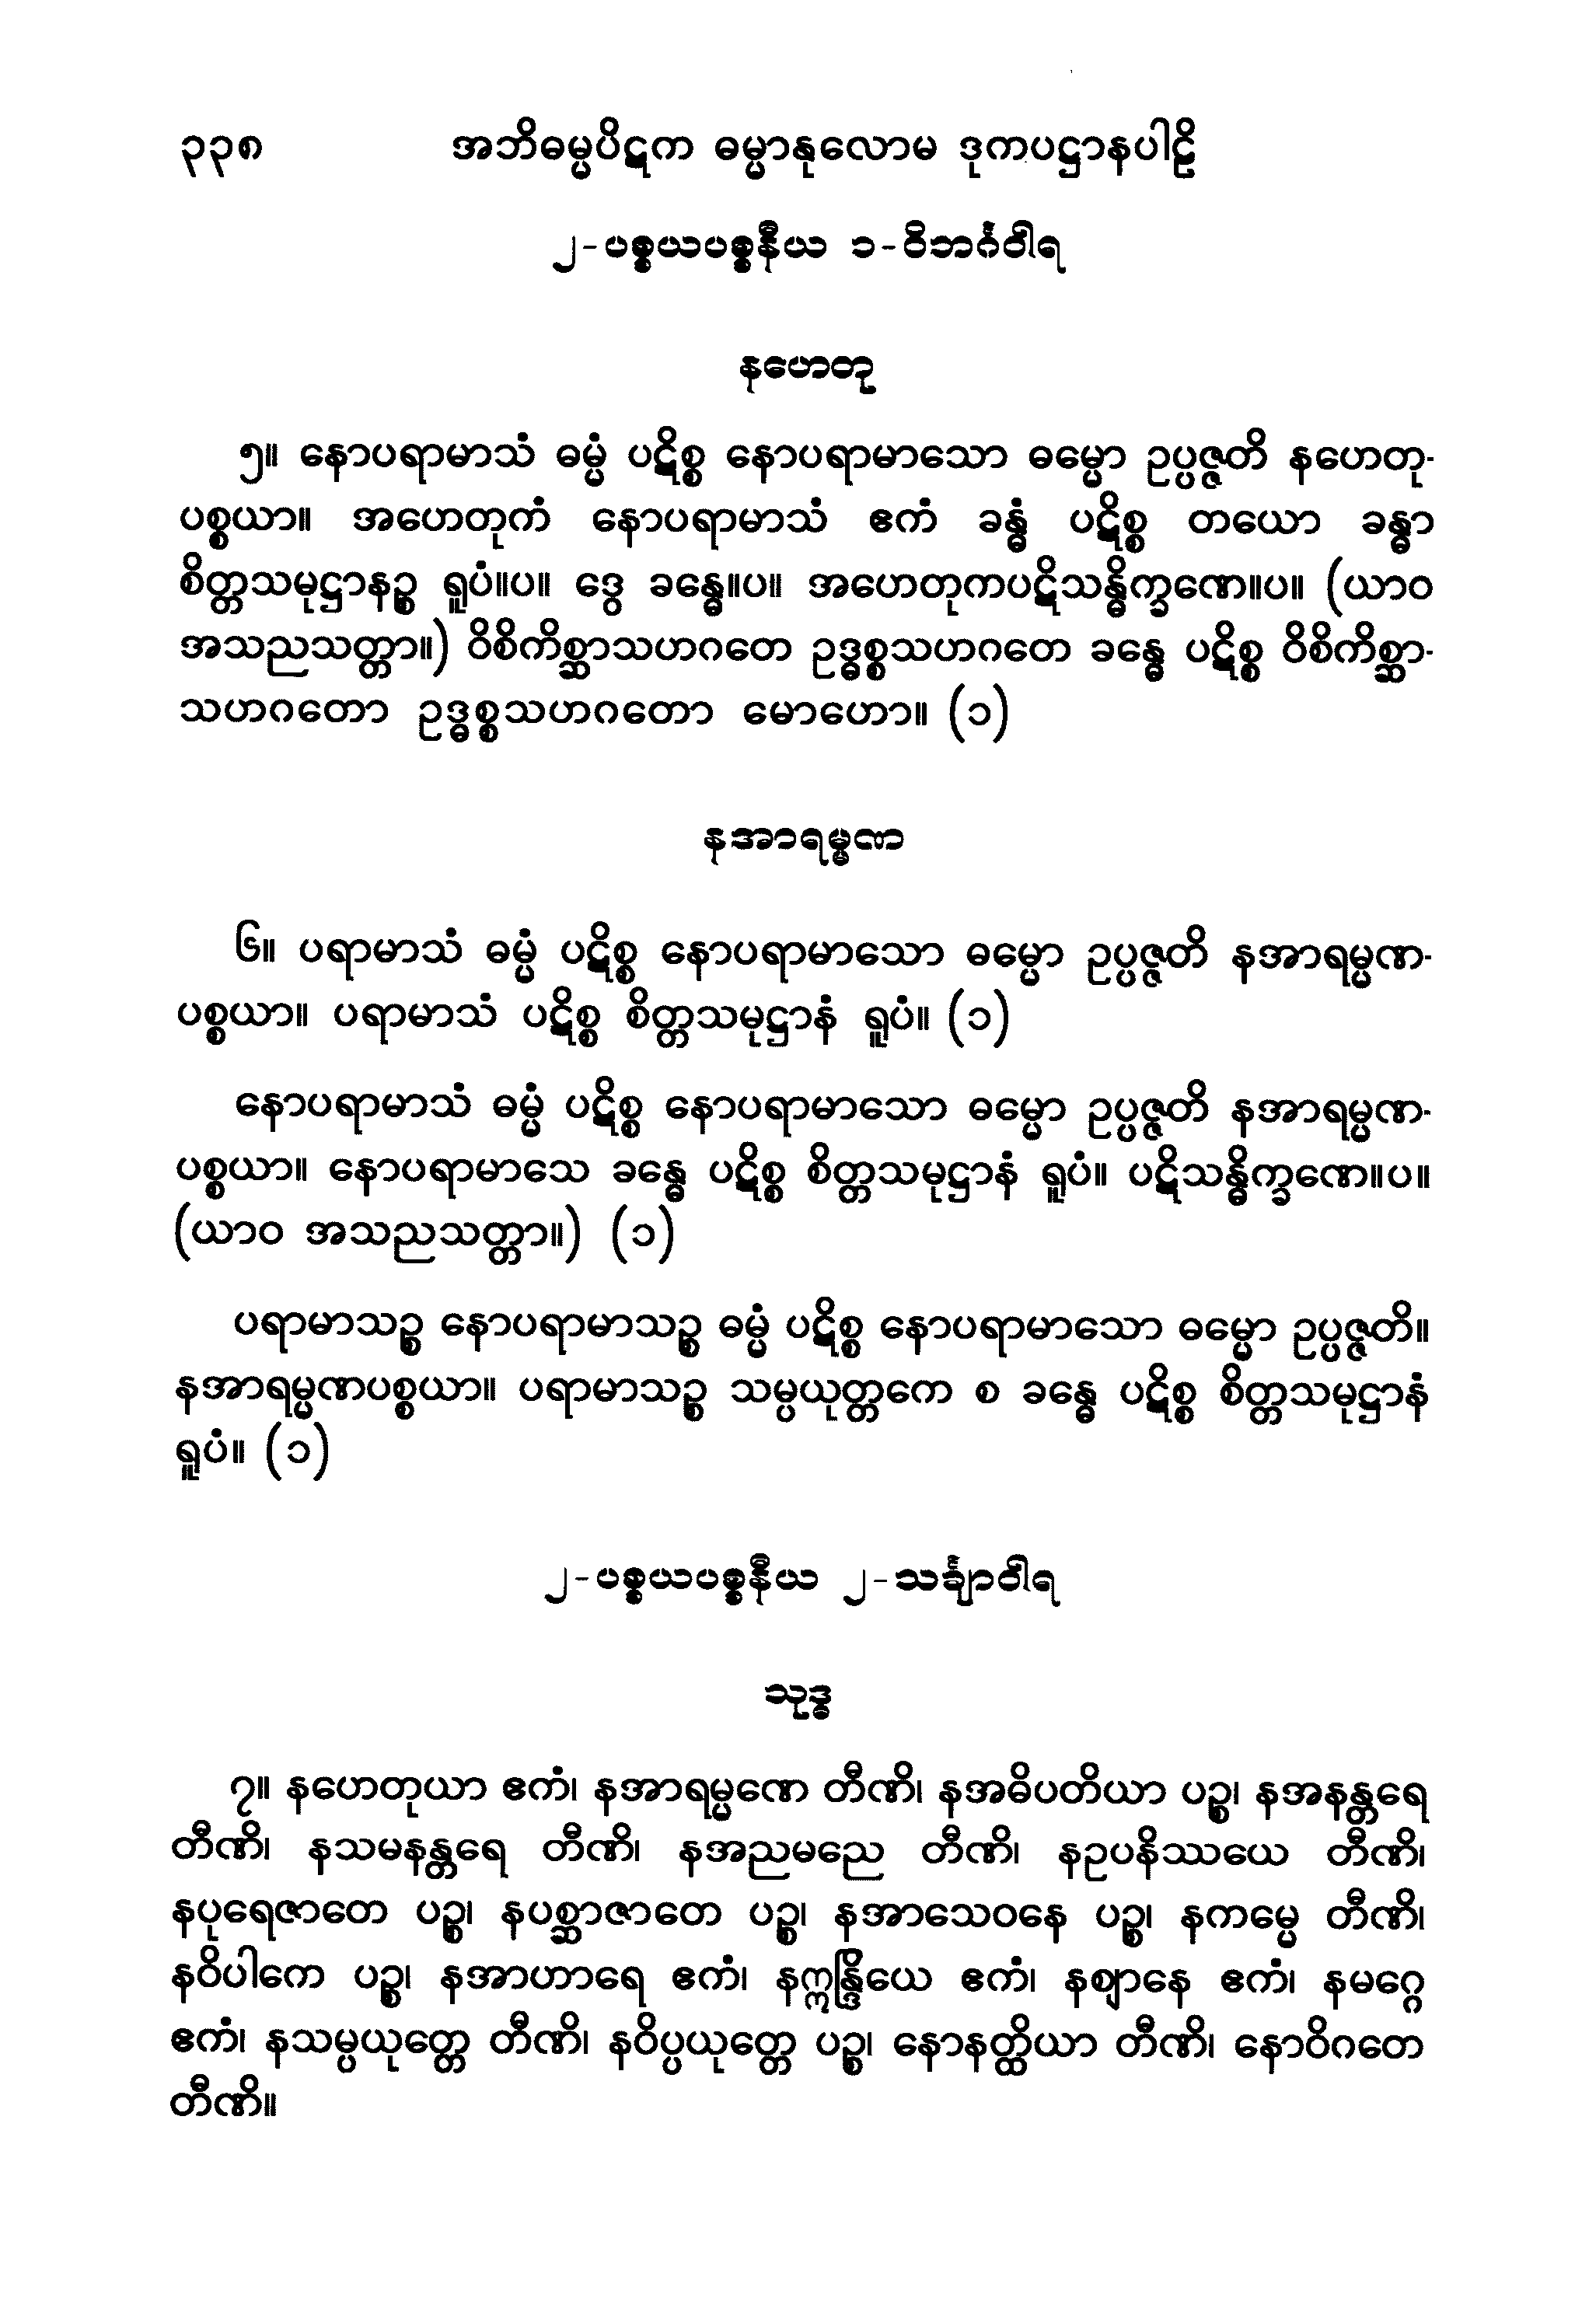 ၃၃၈ အဘိဓမ္မပိဋက ဓမ္မာနုလောမ ဒုကပဋ္ဌာနပါဠိ
၂-ပစ္စယပစ္စနီယ ၁-ဝိဘင်္ဂဝါရ
နဟေတု
၅။ နောပရာမာသံ ဓမ္မံ ပဋိစ္စ နောပရာမာသော ဓမ္မော ဥပ္ပဇ္ဇတိ နဟေတု-
ပစ္စယာ။ အဟေတုကံ နောပရာမာသံ ဧကံ ခန္ဓံ ပဋိစ္စ တယော ခန္ဓာ
စိတ္တသမုဋ္ဌာနဉ္စ ရူပံ။ပ။ ဒွေ ခန္ဓေ။ပ။ အဟေတုကပဋိသန္ဓိက္ခဏေ။ပ။ (ယာဝ
အသညသတ္တာ။) ဝိစိကိစ္ဆာသဟဂတေ ဥဒ္ဓစ္စသဟဂတေ ခန္ဓေ ပဋိစ္စ ဝိစိကိစ္ဆာ-
သဟဂတော ဥဒ္ဓစ္စသဟဂတော မောဟော။ (၁)
နအာရမ္မဏ
၆။ ပရာမာသံ ဓမ္မံ ပဋိစ္စ နောပရာမာသော ဓမ္မော ဥပ္ပဇ္ဇတိ နအာရမ္မဏ-
ပစ္စယာ။ ပရာမာသံ ပဋိစ္စ စိတ္တသမုဋ္ဌာနံ ရူပံ။ (၁)
နောပရာမာသံ ဓမ္မံ ပဋိစ္စ နောပရာမာသော ဓမ္မော ဥပ္ပဇ္ဇတိ နအာရမ္မဏ-
ပစ္စယာ။ နောပရာမာသေ ခန္ဓေ ပဋိစ္စ စိတ္တသမုဋ္ဌာနံ ရူပံ။ ပဋိသန္ဓိက္ခဏေ။ပ။
(ယာဝ အသညသတ္တာ။) (၁)
ပရာမာသဉ္စ နောပရာမာသဉ္စ ဓမ္မံ ပဋိစ္စ နောပရာမာသော ဓမ္မော ဥပ္ပဇ္ဇတိ။
နအာရမ္မဏပစ္စယာ။ ပရာမာသဉ္စ သမ္ပယုတ္တကေ စ ခန္ဓေ ပဋိစ္စ စိတ္တသမုဋ္ဌာနံ
ရူပံ။ (၁)
၂-ပစ္စယပစ္စနီယ ၂-သင်္ချာဝါရ
သုဒ္ဓ
၇။ နဟေတုယာ ဧကံ၊ နအာရမ္မဏေ တီဏိ၊ နအဓိပတိယာ ပဉ္စ၊ နအနန္တရေ
တီဏိ၊ နသမနန္တရေ တီဏိ၊ နအညမညေ တီဏိ၊ နဥပနိဿယေ တီဏိ၊
နပုရေဇာတေ ပဉ္စ၊ နပစ္ဆာဇာတေ ပဉ္စ၊ နအာသေဝနေ ပဉ္စ၊ နကမ္မေ တီဏိ၊
နဝိပါကေ ပဉ္စ၊ နအာဟာရေ ဧကံ၊ နဣန္ဒြိယေ ဧကံ၊ နဈာနေ ဧကံ၊ နမဂ္ဂေ
ဧကံ၊ နသမ္ပယုတ္တေ တီဏိ၊ နဝိပ္ပယုတ္တေ ပဉ္စ၊ နောနတ္ထိယာ တီဏိ၊ နောဝိဂတေ
တီဏိ။